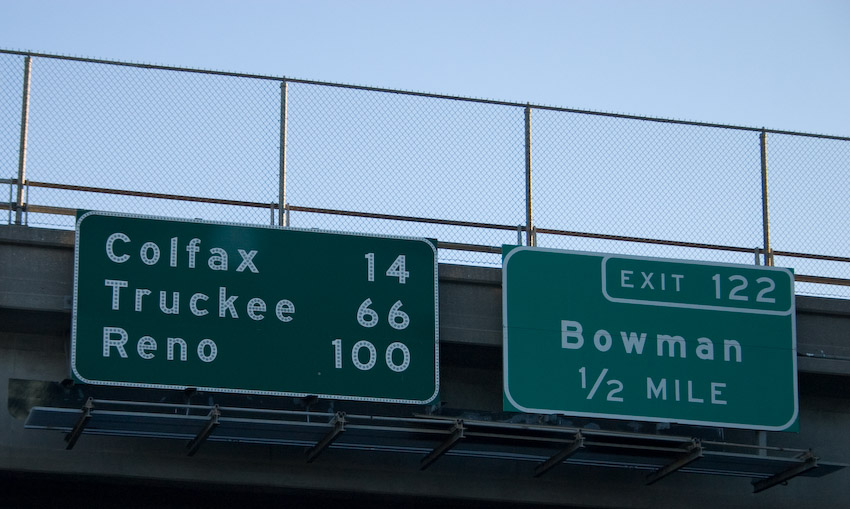 Colfax 14
Truckee 66
Reno 100
EXIT 122
Bowman
1/2 MILE